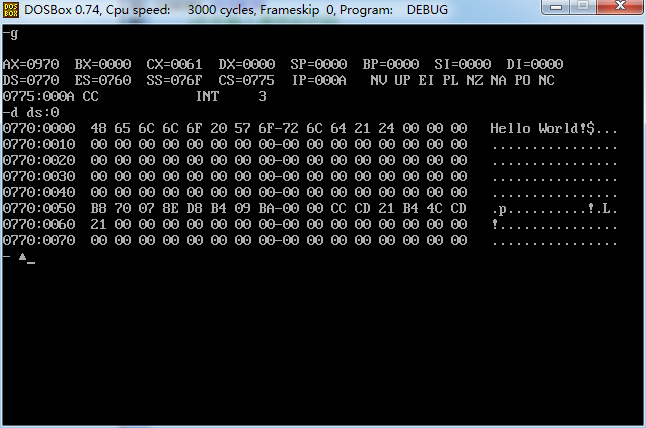 DOSBox 0.74, Cpu speed: 3000 cycles, Frameskip 0, Program: DEBUG
-g
AX=0970 BX=0000 CX=0061 DX=0000 SP=0000 BP=0000 SI=0000 DI=0000
DS=0770 ES=0760 SS=076F CS=0775 IP=000A NV UP EI PL NZ NA PO NC
0775:000A CC INT 3
-d ds:0
0770:0000 48 65 6C 6C 6F 20 57 6F-72 6C 64 21 24 00 00 00 Hello World!$...
0770:0010 00 00 00 00 00 00 00 00-00 00 00 00 00 00 00 00 ................
0770:0020 00 00 00 00 00 00 00 00-00 00 00 00 00 00 00 00 ................
0770:0030 00 00 00 00 00 00 00 00-00 00 00 00 00 00 00 00 ................
0770:0040 00 00 00 00 00 00 00 00-00 00 00 00 00 00 00 00 ................
0770:0050 B8 70 07 8E D8 B4 09 BA-00 00 CC CD 21 B4 4C CD .p..........!.L.
0770:0060 21 00 00 00 00 00 00 00-00 00 00 00 00 00 00 00 !...............
0770:0070 00 00 00 00 00 00 00 00-00 00 00 00 00 00 00 00 ................
- ▲_